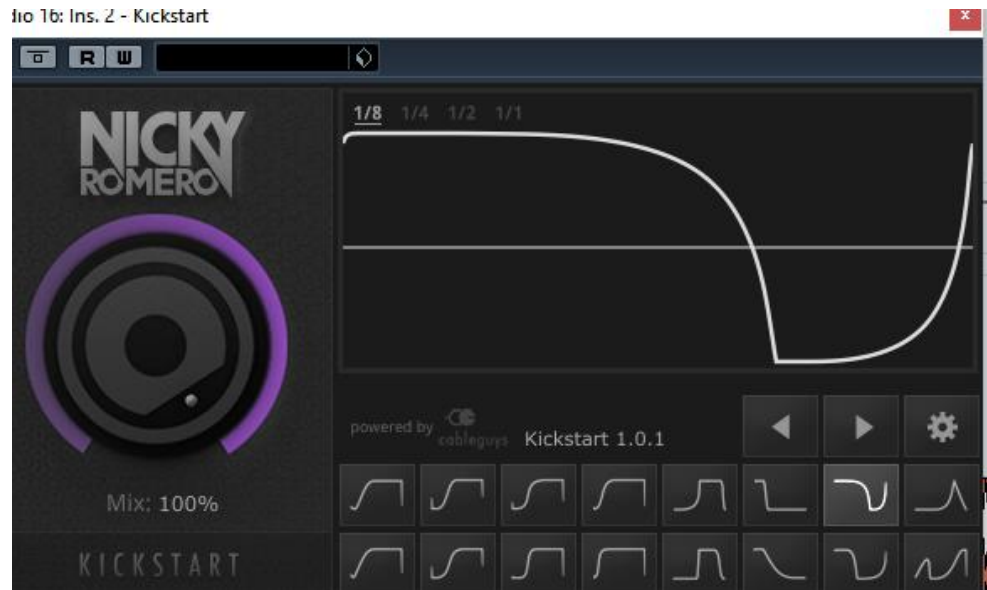 dio 16: Ins. 2 - Kickstart
x
R W
NICKY
ROMERO
1/8 1/4 1/2 1/1
powered by cableguys Kickstart 1.0.1
Mix: 100%
KICKSTART